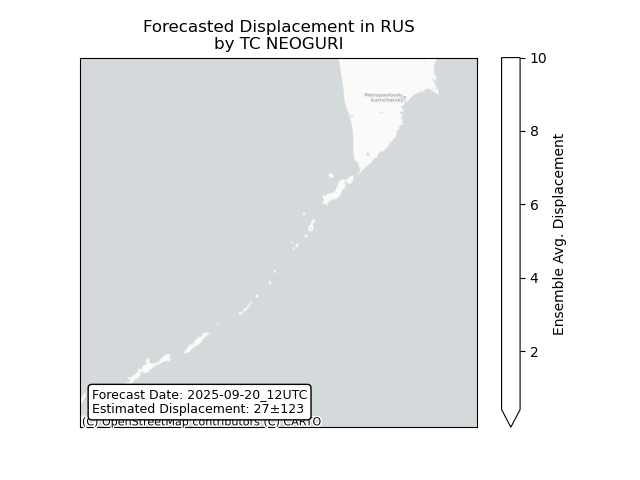 Forecasted Displacement in RUS
by TC NEOGURI
Petropavlovsk-
Kamchatsky
10
8
6
4
2
Ensemble Avg. Displacement
Forecast Date: 2025-09-20_12UTC
Estimated Displacement: 27±123
(C) OpenStreetMap contributors (C) CARTO